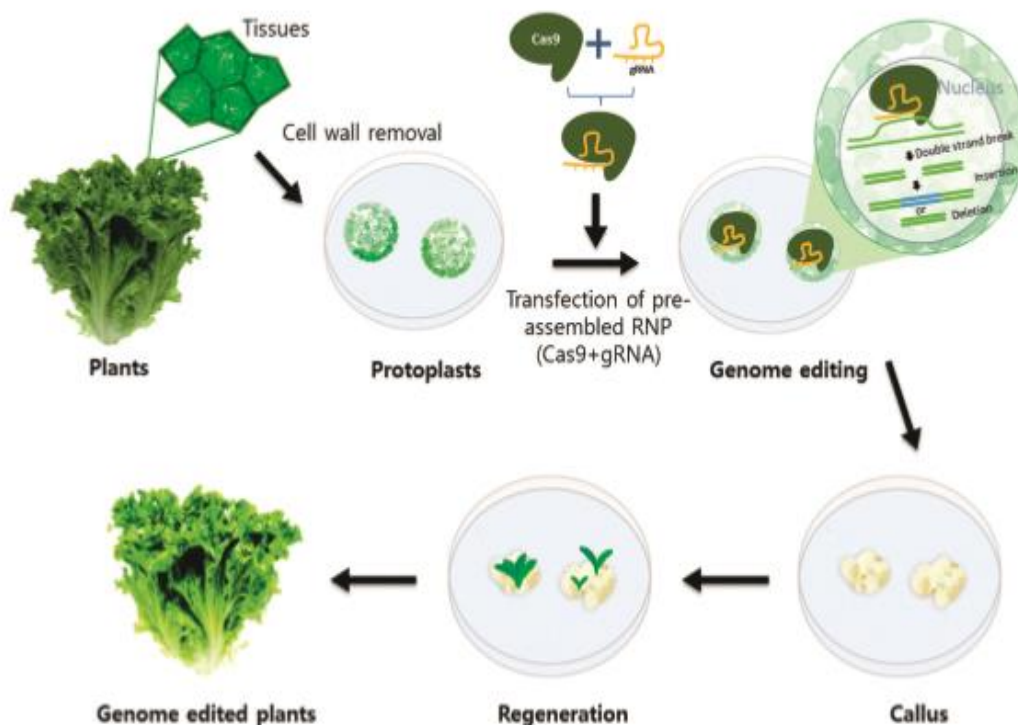 Tissues
Cell wall removal
Cas9
gRNA
Nucleus
Double strand break
Insertion
or
Deletion
Transfection of pre-
assembled RNP
(Cas9+gRNA)
Plants
Protoplasts
Genome editing
Genome edited plants
Regeneration
Callus